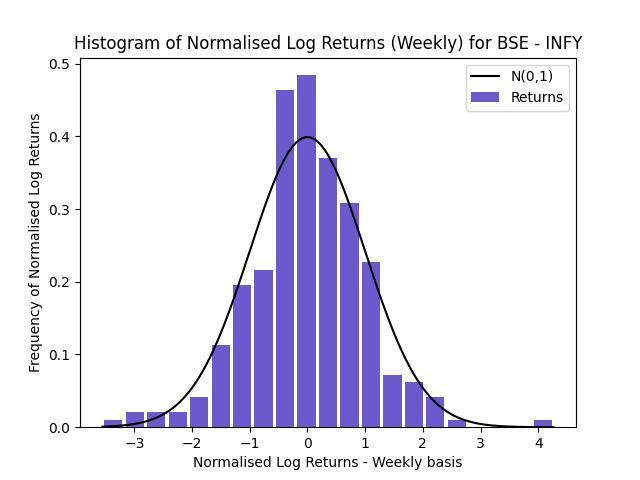 Histogram of Normalised Log Returns (Weekly) for BSE - INFY
N(0,1)
Returns
Frequency of Normalised Log Returns
0.5
0.4
0.3
0.2
0.1
0.0
−3 −2 −1 0 1 2 3 4
Normalised Log Returns - Weekly basis